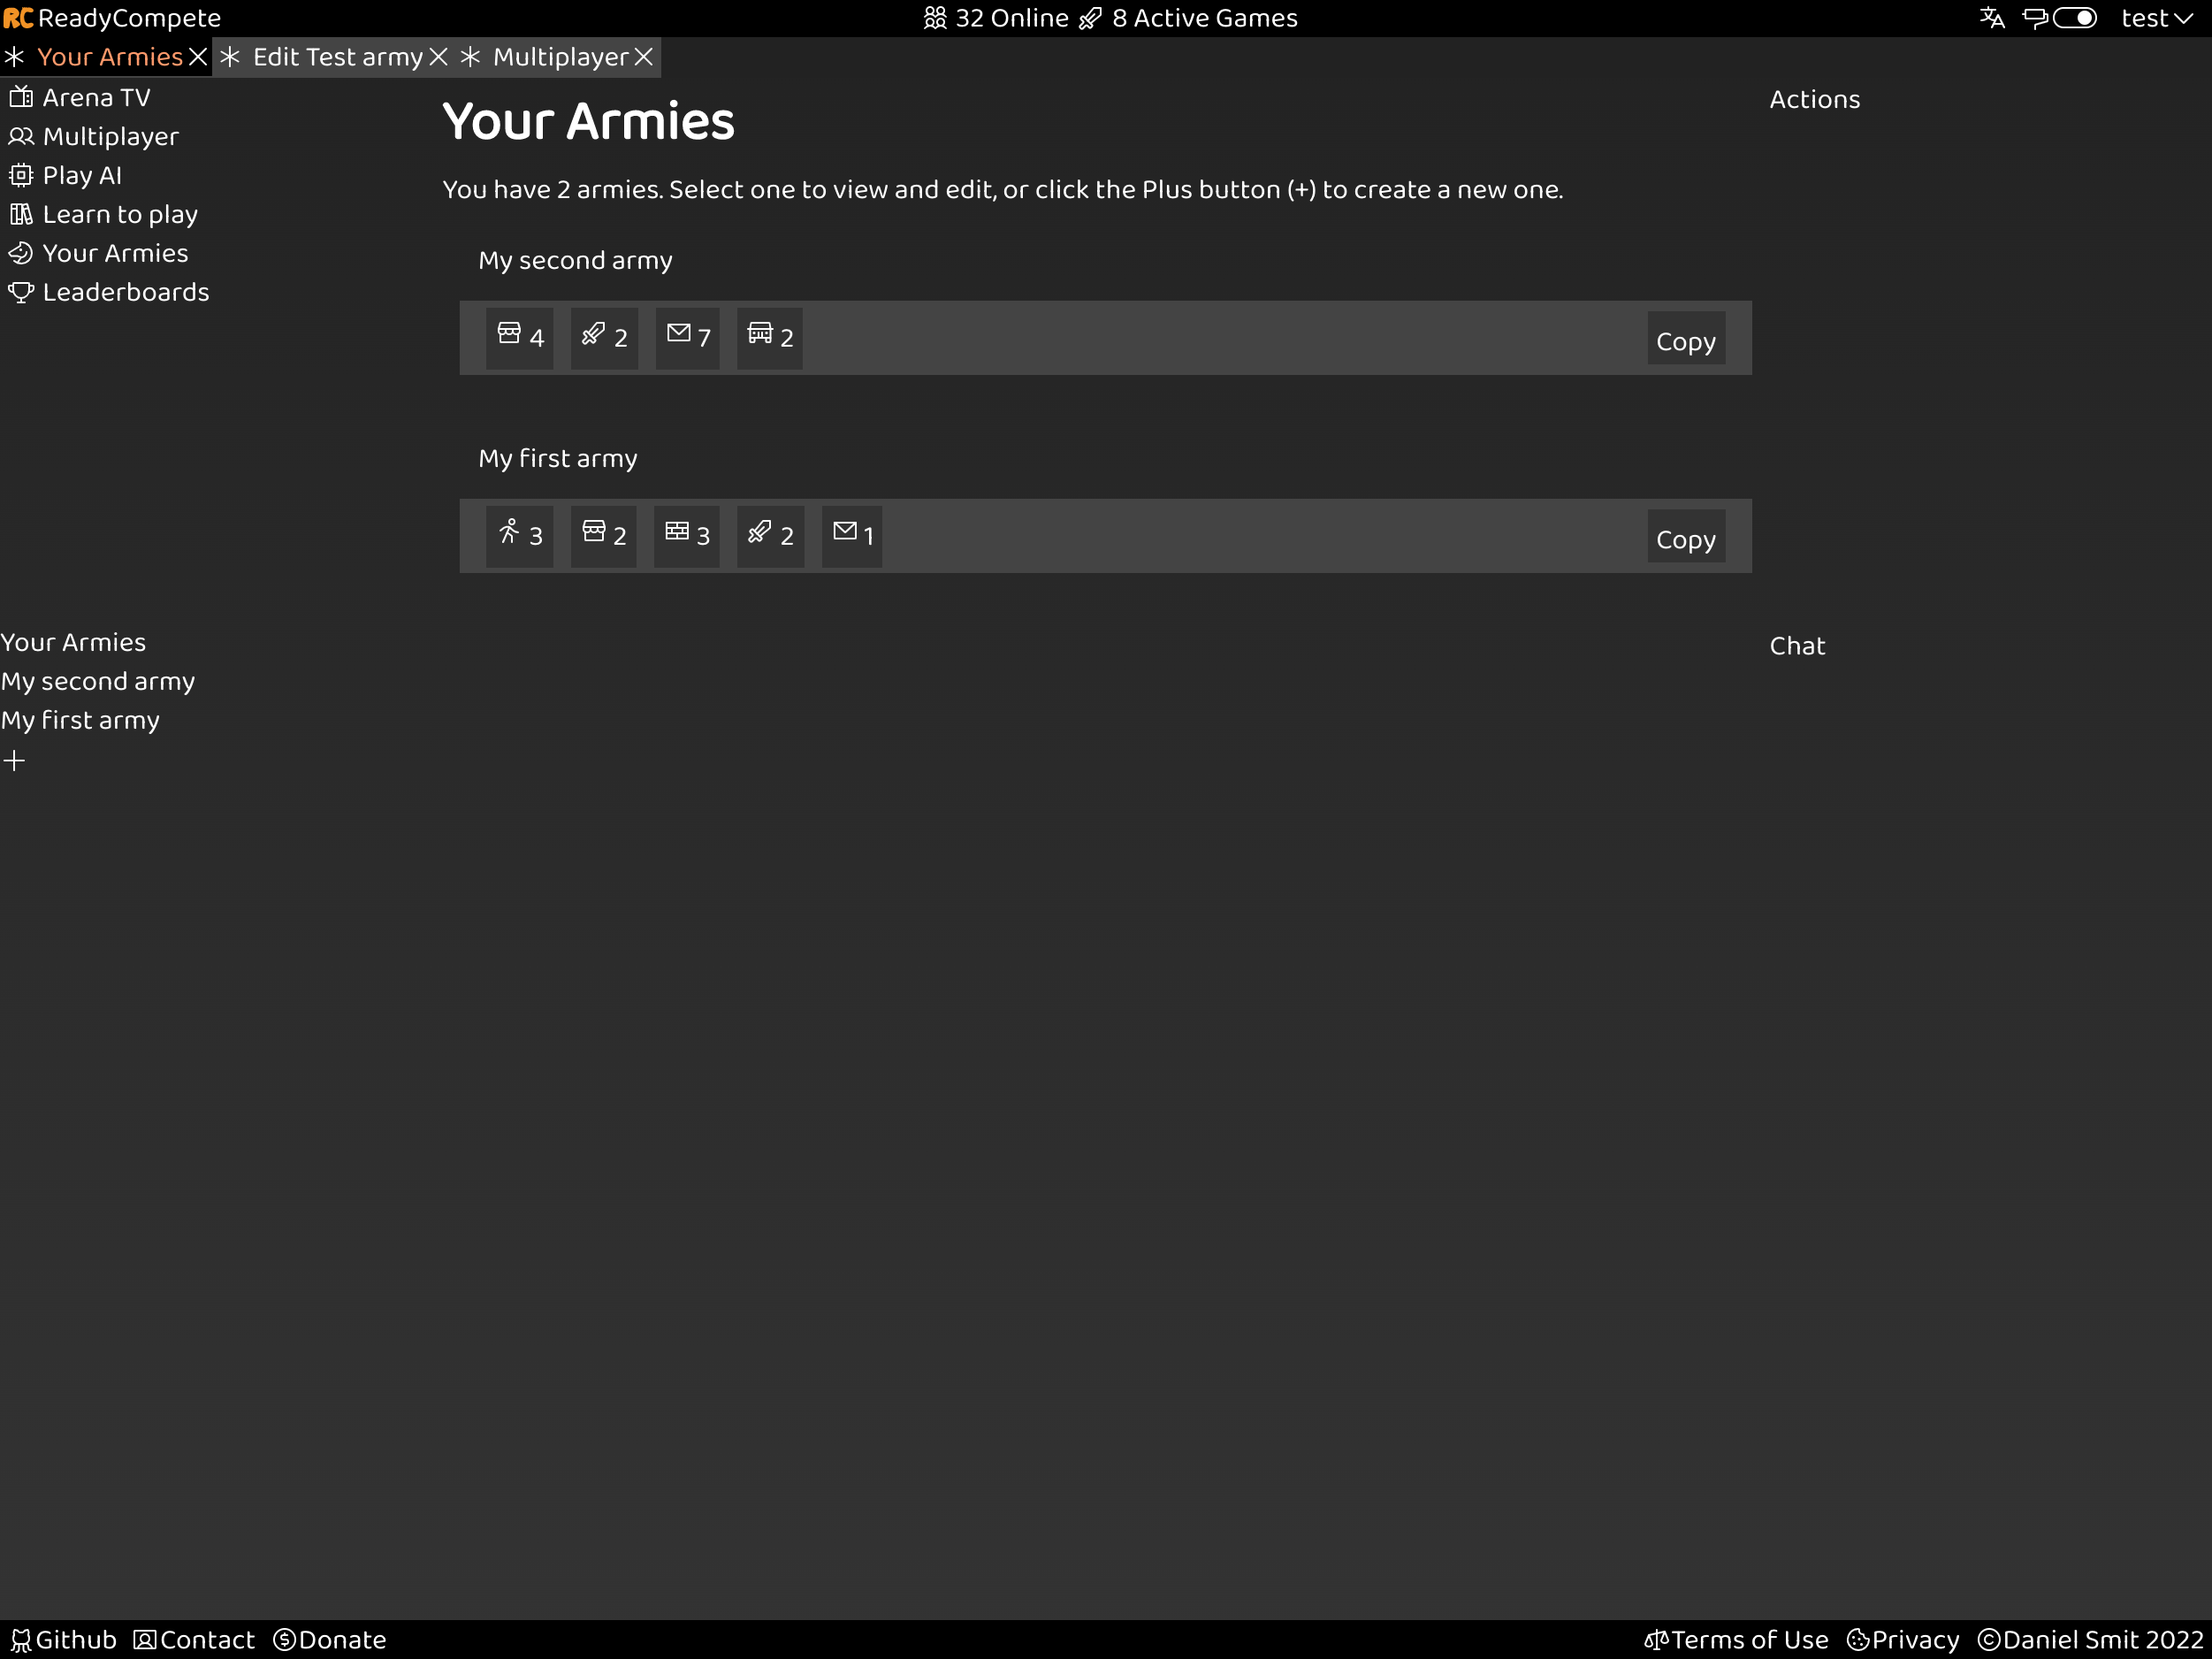 RC ReadyCompete
32 Online 8 Active Games
test
Your Armies
Edit Test army
Multiplayer
Arena TV
Multiplayer
Play AI
Learn to play
Your Armies
Leaderboards
Your Armies
You have 2 armies. Select one to view and edit, or click the Plus button (+) to create a new one.
My second army
4 2 7 2 Copy
My first army
3 2 3 2 1 Copy
Actions
Your Armies
My second army
My first army
Chat
Github Contact Donate
Terms of Use Privacy ©Daniel Smit 2022